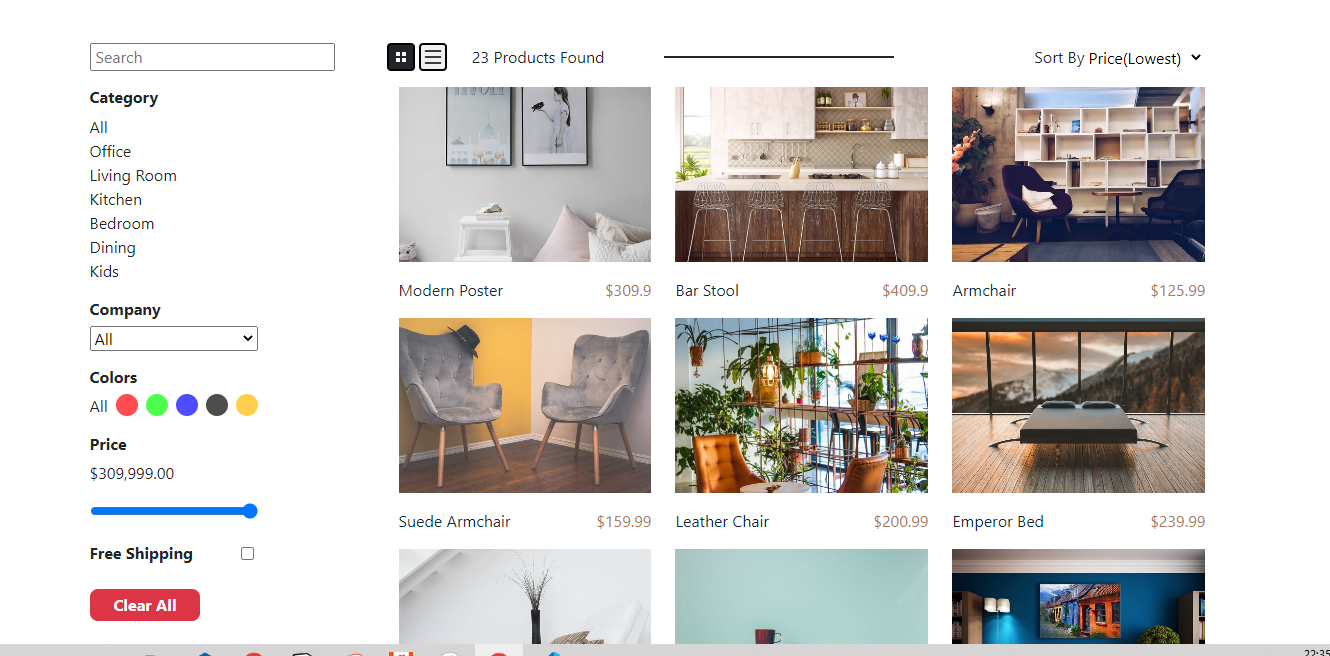 Search
Category
All
Office
Living Room
Kitchen
Bedroom
Dining
Kids
Company
All
Colors
All
Price
$309,999.00
Free Shipping
Clear All
23 Products Found
Sort By Price(Lowest)
Modern Poster $309.9
Bar Stool $409.9
Armchair $125.99
Suede Armchair $159.99
Leather Chair $200.99
Emperor Bed $239.99
22:35